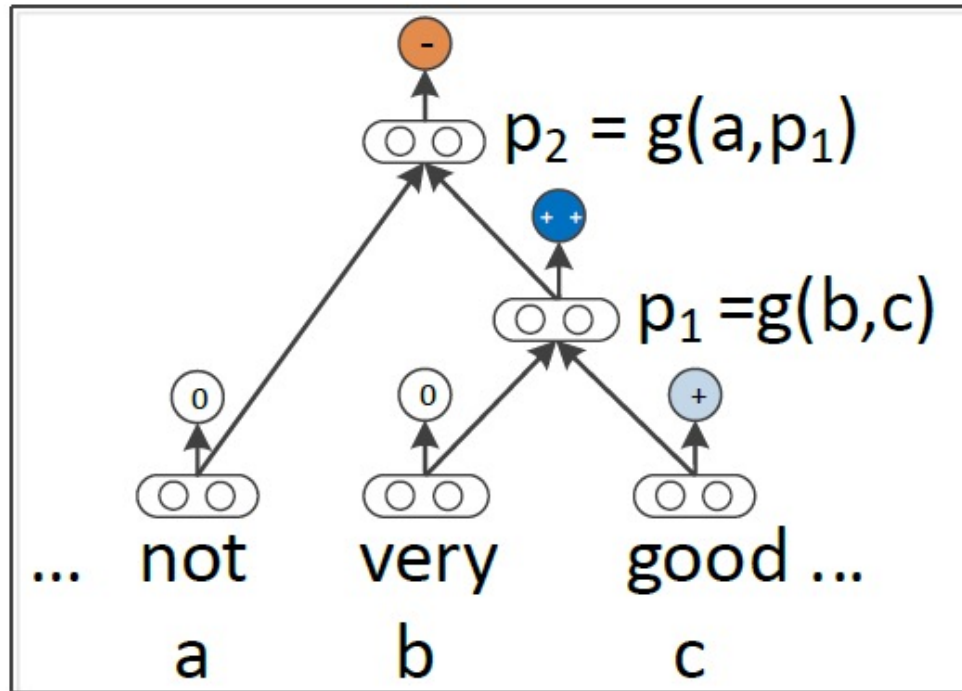 -
p₂ = g(a,p₁)
+ +
p₁ =g(b,c)
0 0 +
... not very good ...
a b c